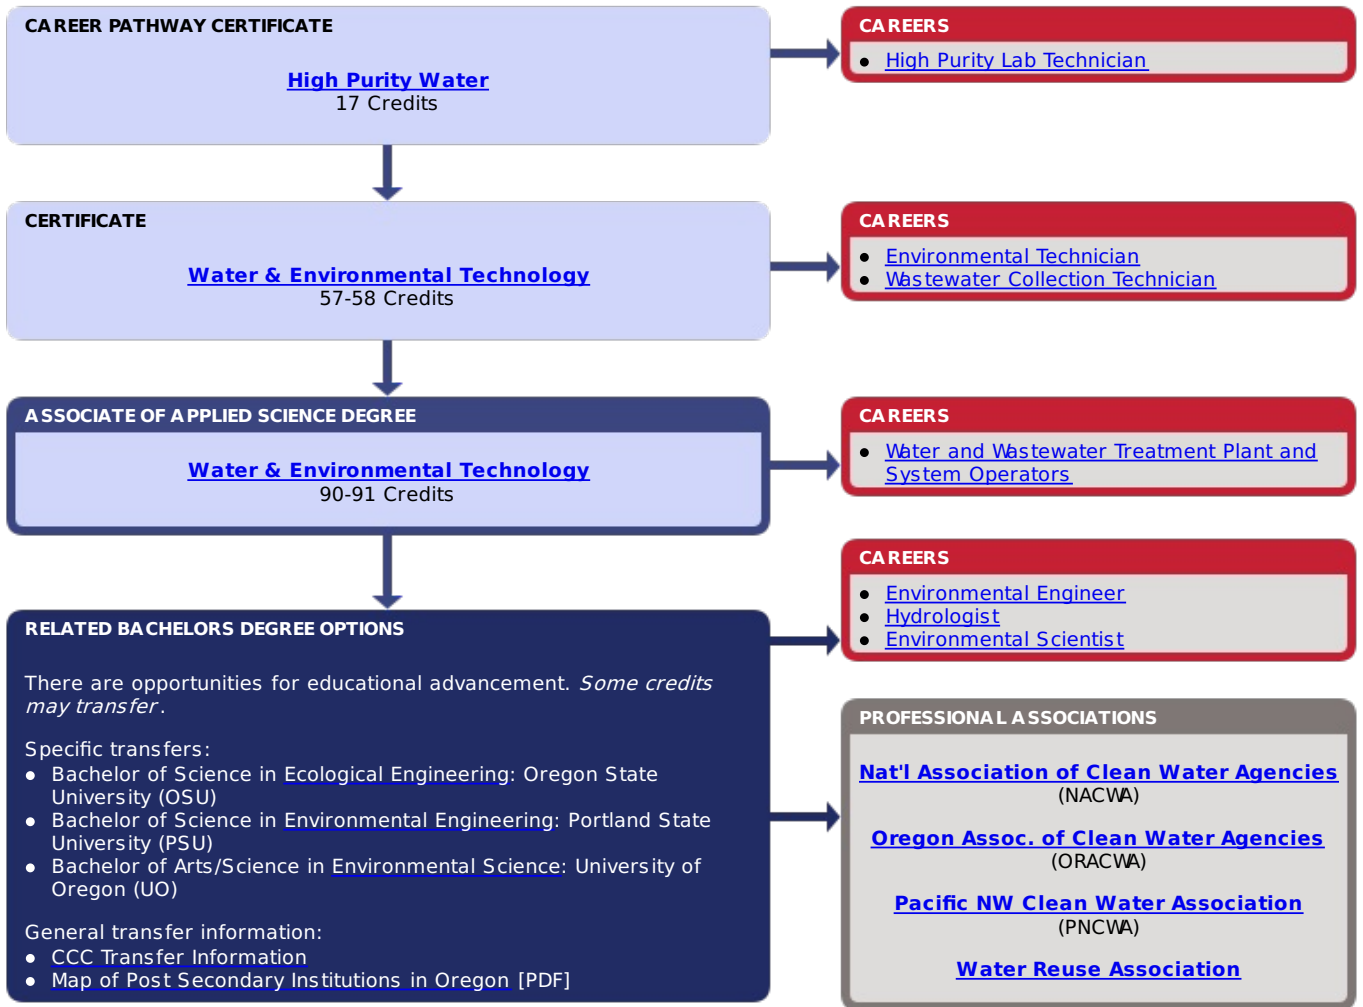 CAREER PATHWAY CERTIFICATE
High Purity Water
17 Credits
CAREERS
● High Purity Lab Technician
CERTIFICATE
Water & Environmental Technology
57-58 Credits
CAREERS
● Environmental Technician
● Wastewater Collection Technician
ASSOCIATE OF APPLIED SCIENCE DEGREE
Water & Environmental Technology
90-91 Credits
CAREERS
● Water and Wastewater Treatment Plant and
System Operators
CAREERS
● Environmental Engineer
● Hydrologist
● Environmental Scientist
RELATED BACHELORS DEGREE OPTIONS
There are opportunities for educational advancement. Some credits
may transfer.
Specific transfers:
● Bachelor of Science in Ecological Engineering: Oregon State
University (OSU)
● Bachelor of Science in Environmental Engineering: Portland State
University (PSU)
● Bachelor of Arts/Science in Environmental Science: University of
Oregon (UO)
General transfer information:
● CCC Transfer Information
● Map of Post Secondary Institutions in Oregon [PDF]
PROFESSIONAL ASSOCIATIONS
Nat'l Association of Clean Water Agencies
(NACWA)
Oregon Assoc. of Clean Water Agencies
(ORACWA)
Pacific NW Clean Water Association
(PNCWA)
Water Reuse Association